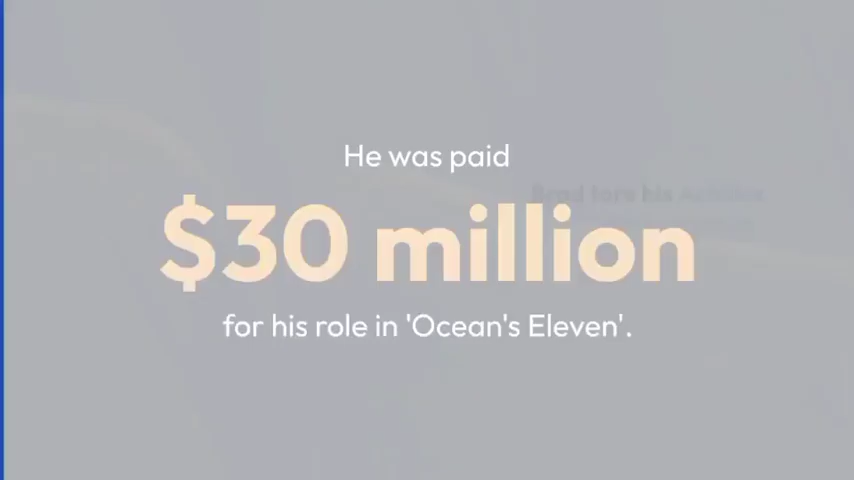 He was paid
$30 million
for his role in 'Ocean's Eleven'.